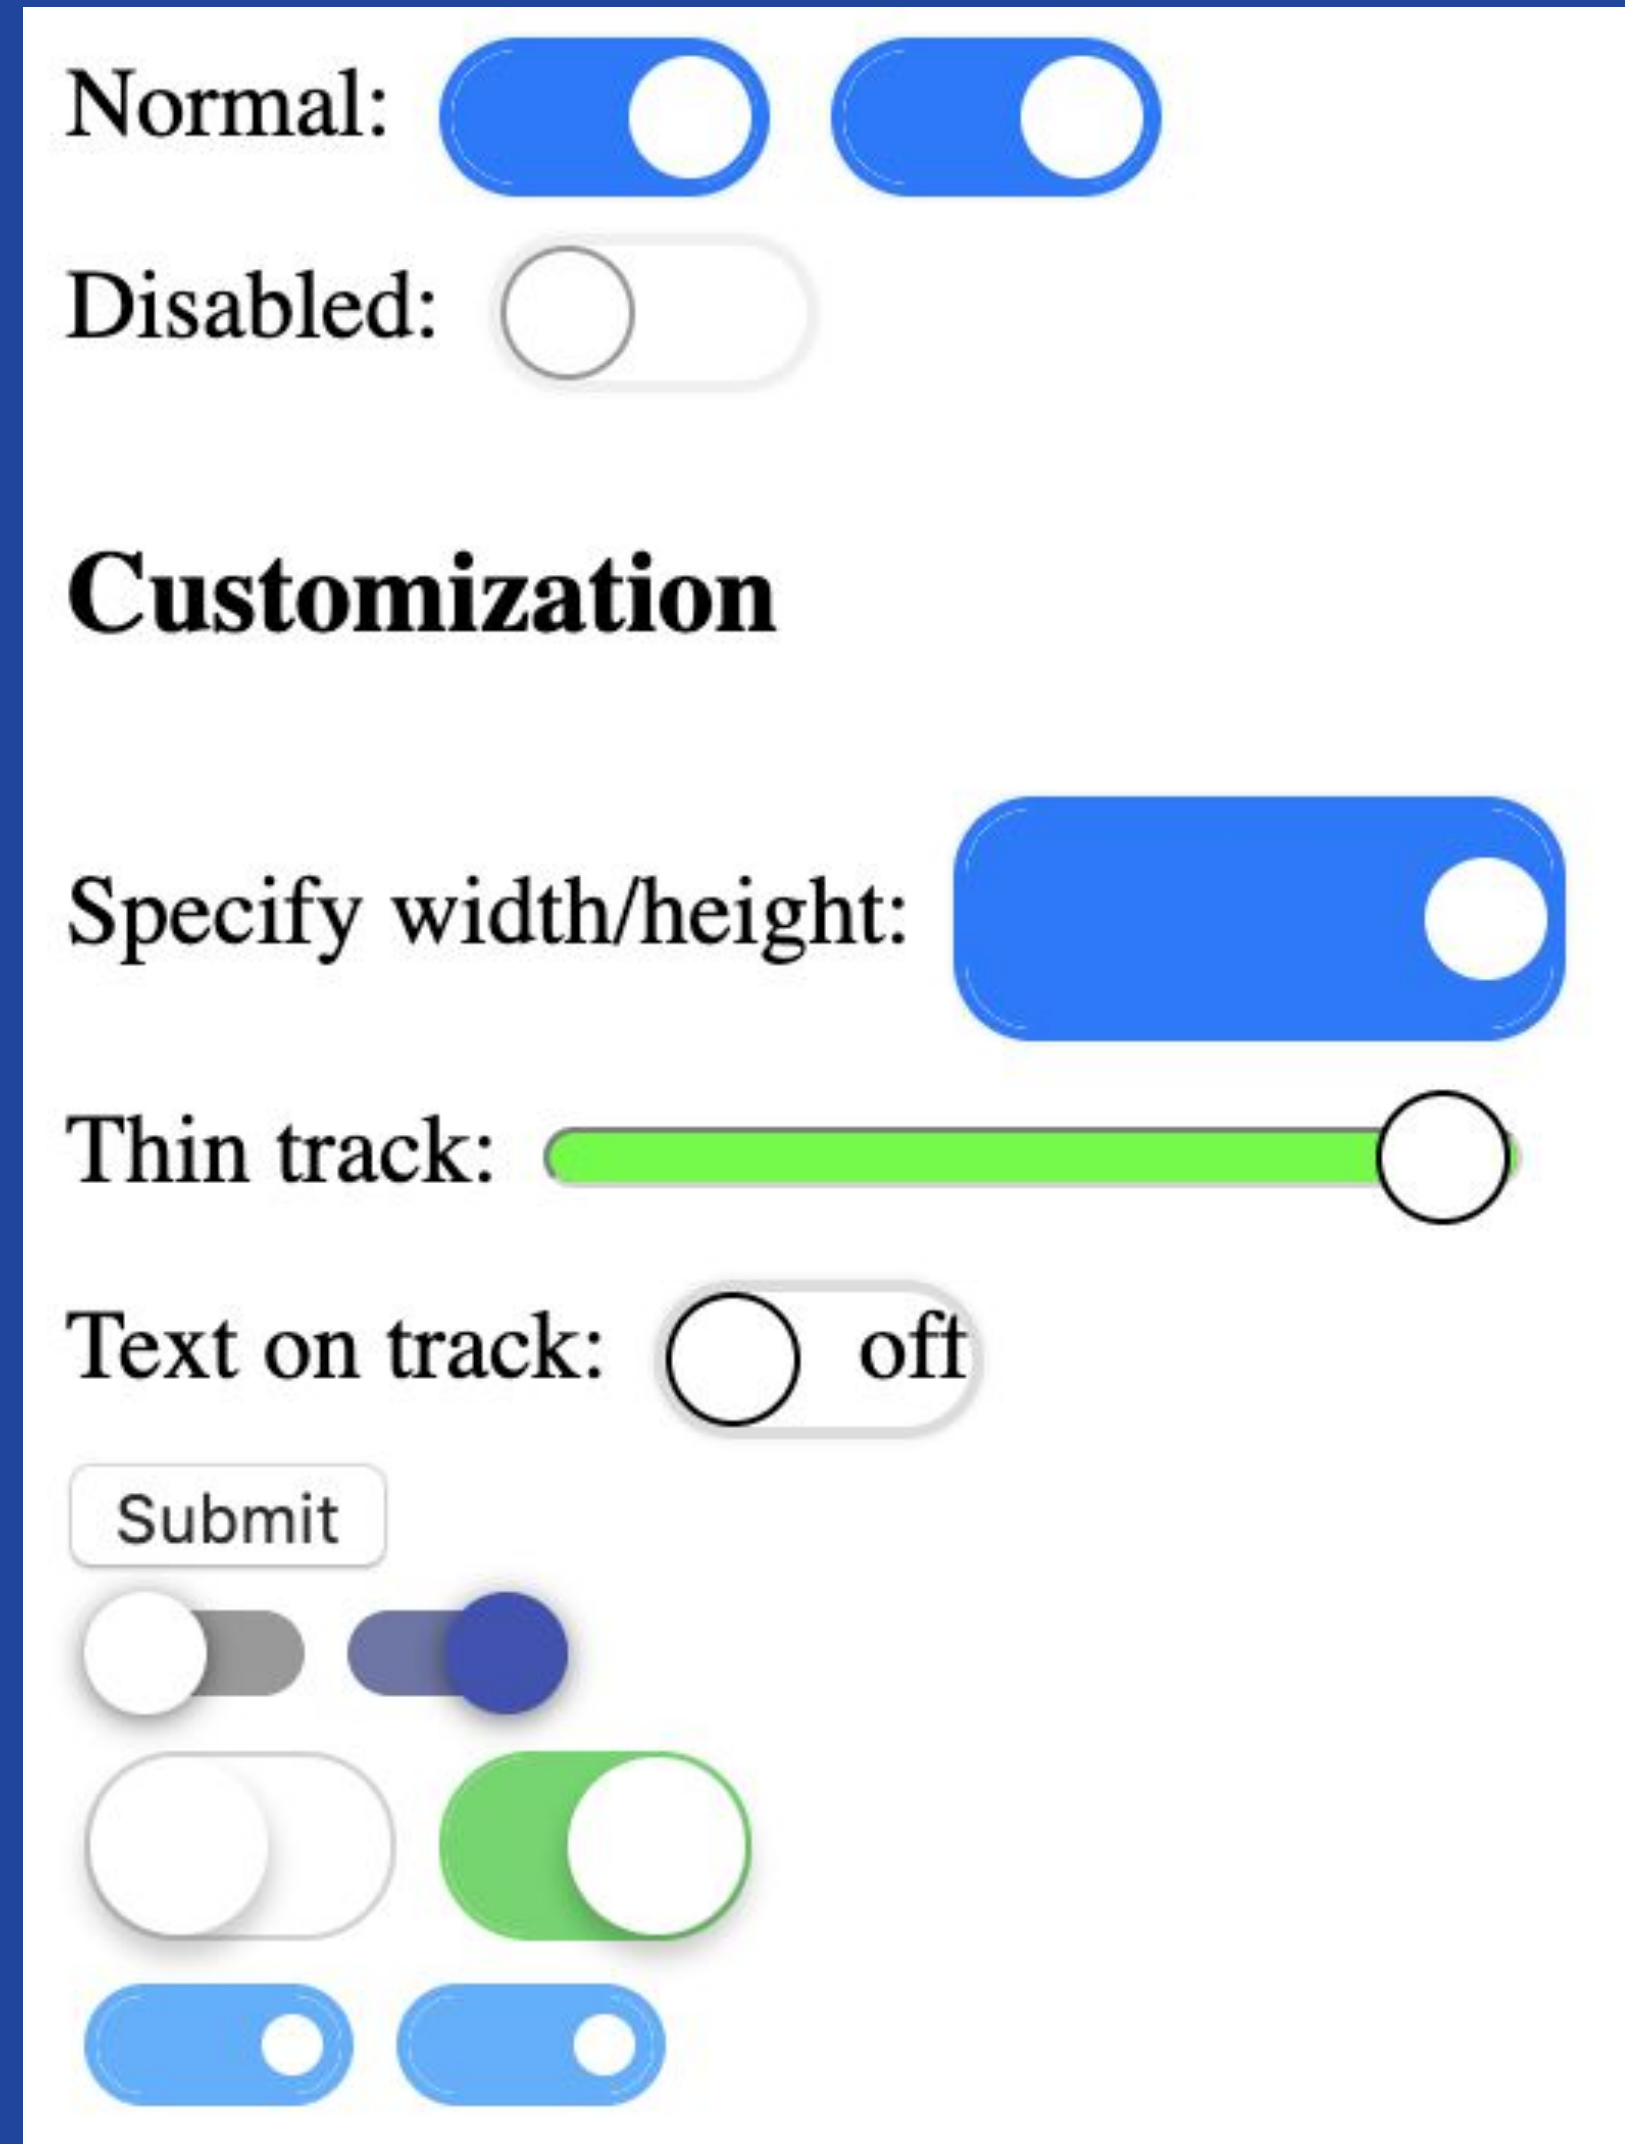 Normal:
Disabled:
Customization
Specify width/height:
Thin track:
Text on track: off
Submit